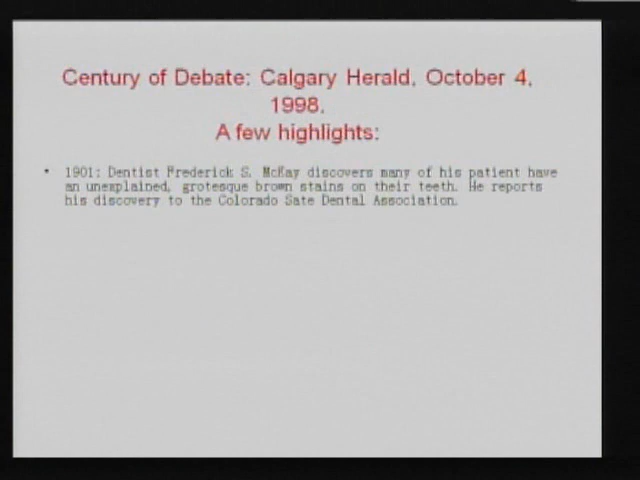 Century of Debate: Calgary Herald, October 4,
1998.
A few highlights:
• 1901: Dentist Frederick S. McKay discovers many of his patient have
an unexplained, grotesque brown stains on their teeth. He reports
his discovery to the Colorado Sate Dental Association.